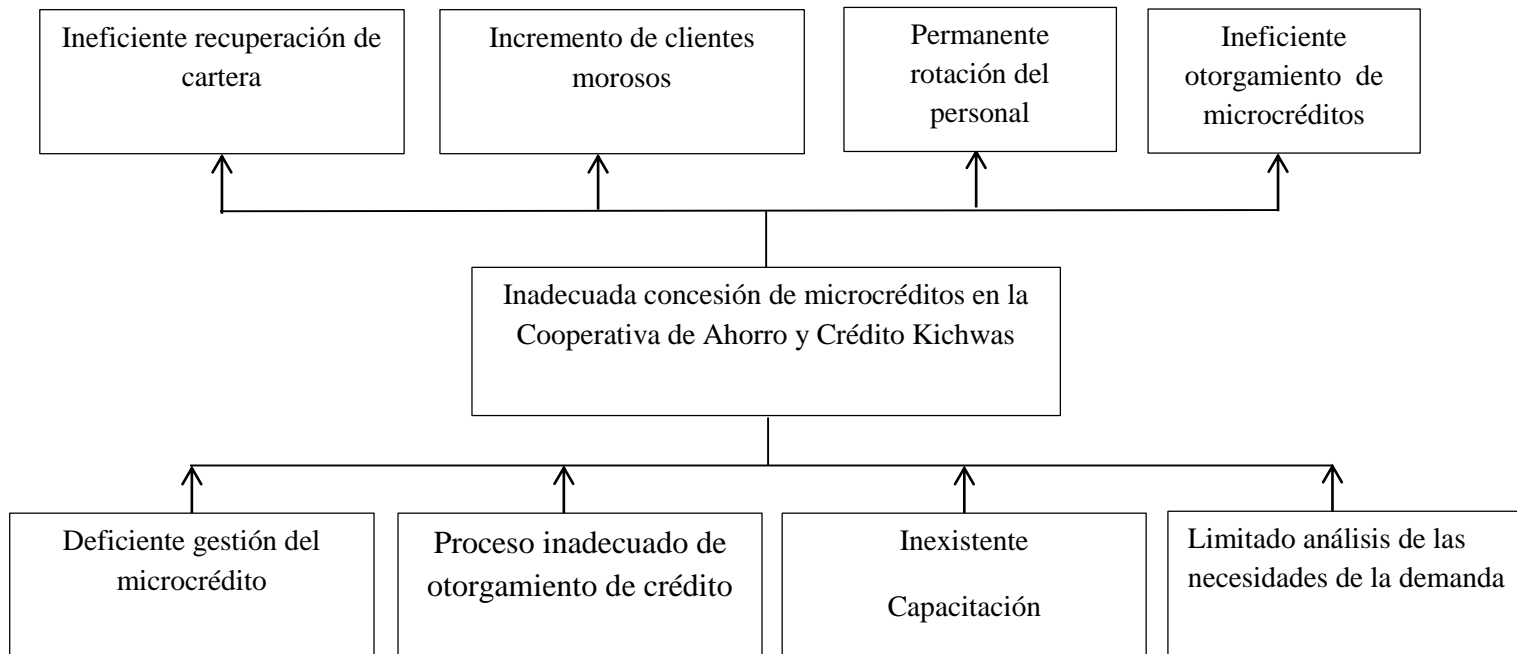 Ineficiente recuperación de
cartera
Incremento de clientes
morosos
Permanente
rotación del
personal
Ineficiente
otorgamiento de
microcréditos
Inadecuada concesión de microcréditos en la
Cooperativa de Ahorro y Crédito Kichwas
Deficiente gestión del
microcrédito
Proceso inadecuado de
otorgamiento de crédito
Inexistente
Capacitación
Limitado análisis de las
necesidades de la demanda